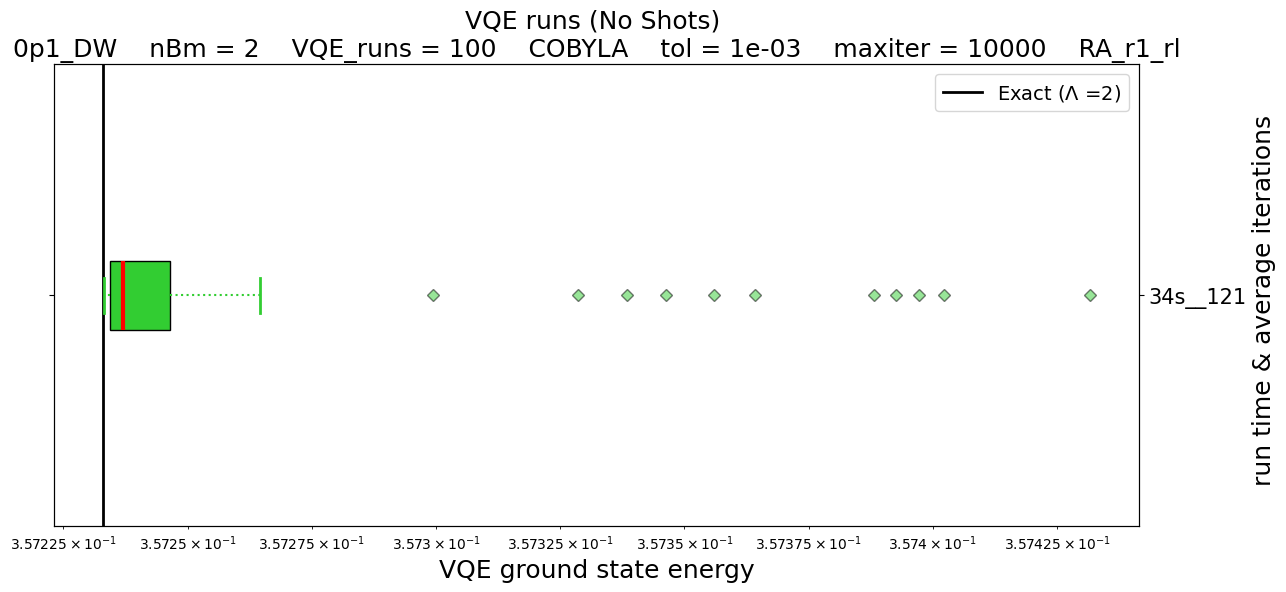 VQE runs (No Shots)
0p1_DW    nBm = 2    VQE_runs = 100    COBYLA    tol = 1e-03    maxiter = 10000    RA_r1_rl
Exact (Λ =2)
34s__121
run time & average iterations
3.57225 × 10⁻¹
3.5725 × 10⁻¹
3.57275 × 10⁻¹
3.573 × 10⁻¹
3.57325 × 10⁻¹
3.5735 × 10⁻¹
3.57375 × 10⁻¹
3.574 × 10⁻¹
3.57425 × 10⁻¹
VQE ground state energy